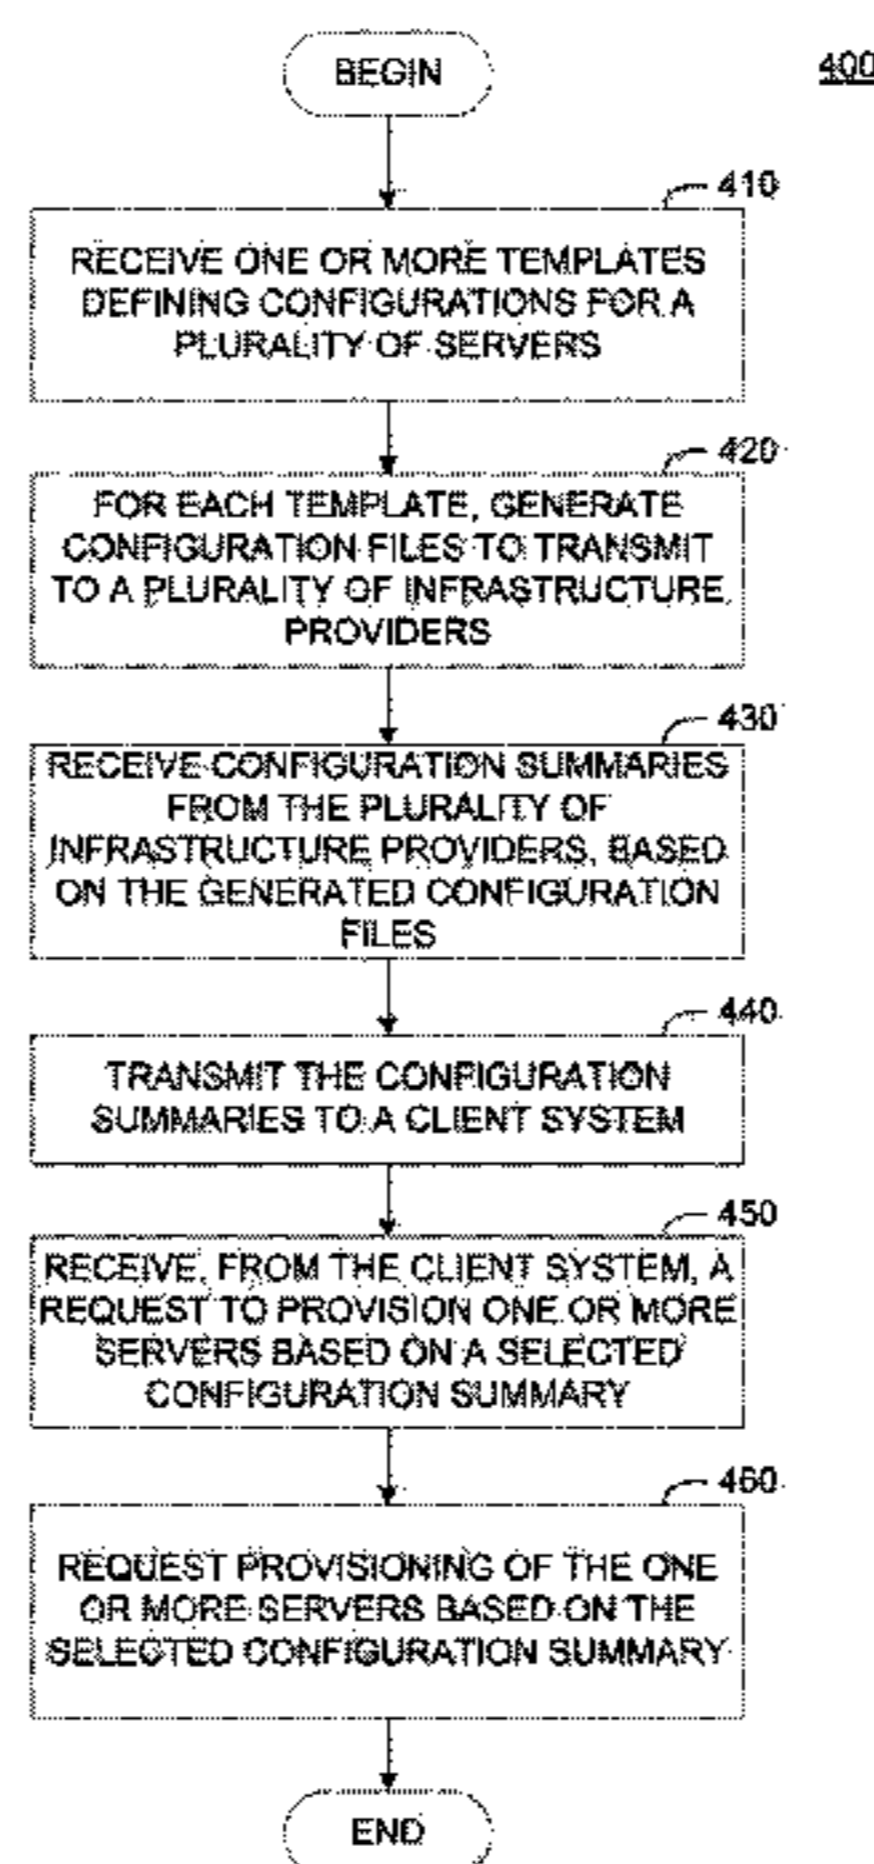 BEGIN
400
410
RECEIVE ONE OR MORE TEMPLATES
DEFINING CONFIGURATIONS FOR A
PLURALITY OF SERVERS
420
FOR EACH TEMPLATE, GENERATE
CONFIGURATION FILES TO TRANSMIT
TO A PLURALITY OF INFRASTRUCTURE
PROVIDERS
430
RECEIVE CONFIGURATION SUMMARIES
FROM THE PLURALITY OF
INFRASTRUCTURE PROVIDERS, BASED
ON THE GENERATED CONFIGURATION
FILES
440
TRANSMIT THE CONFIGURATION
SUMMARIES TO A CLIENT SYSTEM
450
RECEIVE, FROM THE CLIENT SYSTEM, A
REQUEST TO PROVISION ONE OR MORE
SERVERS BASED ON A SELECTED
CONFIGURATION SUMMARY
460
REQUEST PROVISIONING OF THE ONE
OR MORE SERVERS BASED ON THE
SELECTED CONFIGURATION SUMMARY
END